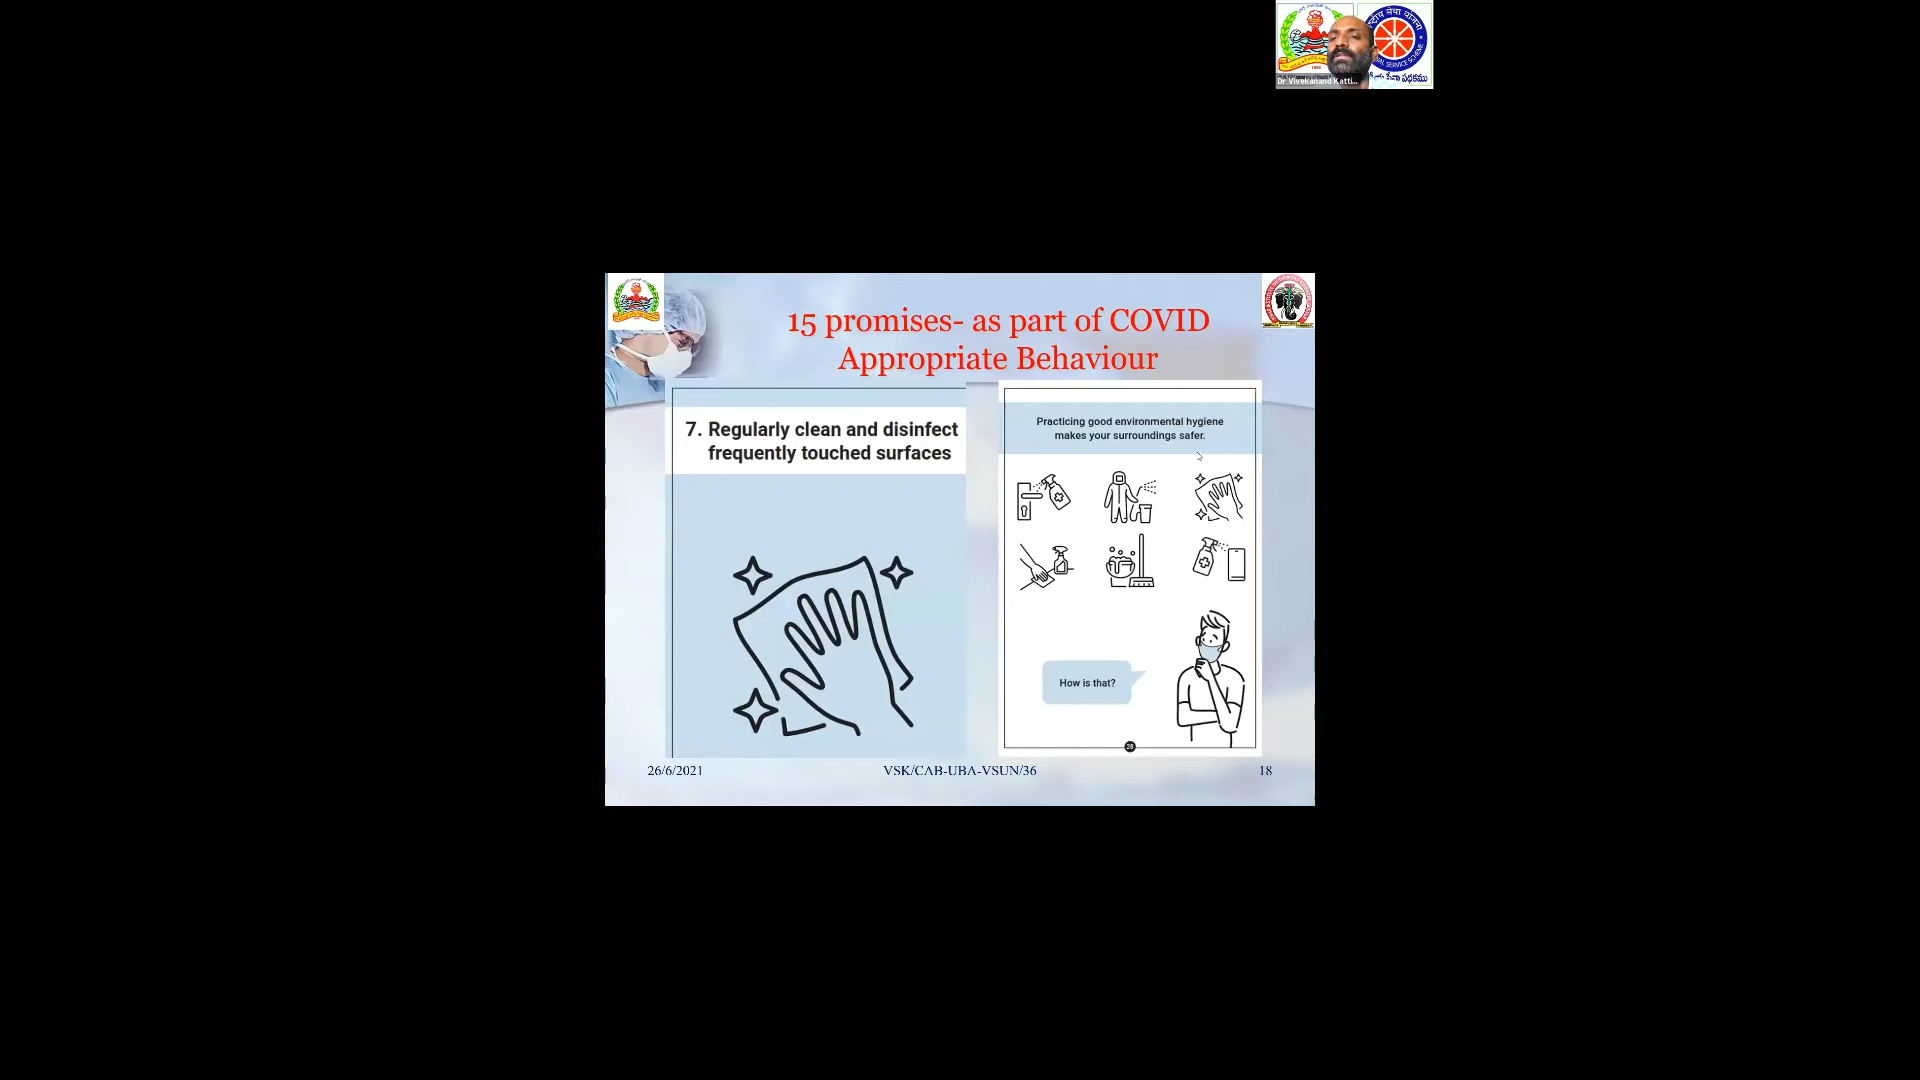 राष्ट्रीय सेवा योजना
Dr Vivekanand Katti...
15 promises- as part of COVID
Appropriate Behaviour
7. Regularly clean and disinfect
frequently touched surfaces
Practicing good environmental hygiene
makes your surroundings safer.
How is that?
28
26/6/2021
VSK/CAB-UBA-VSUN/36
18